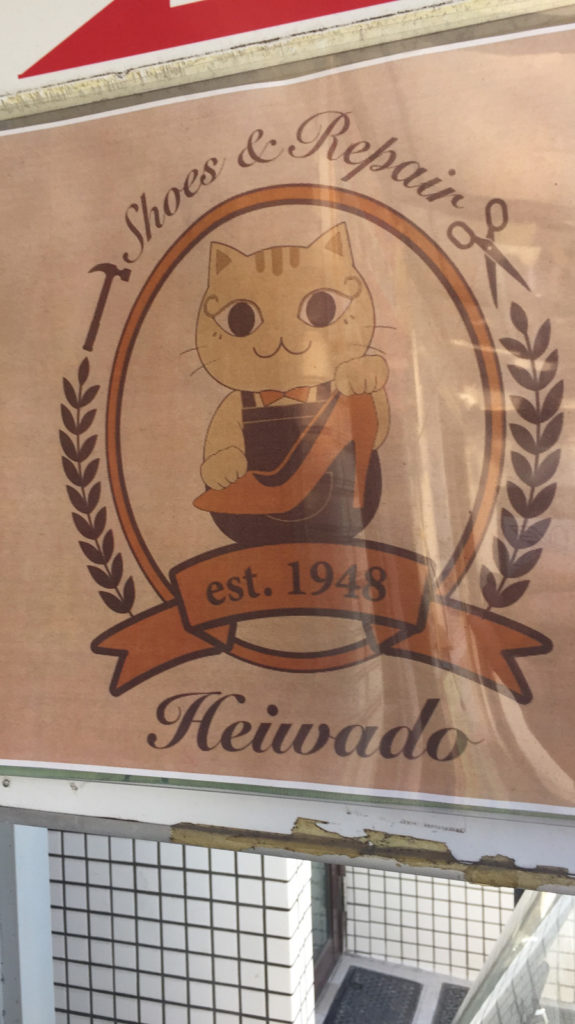 Shoes & Repair
est. 1948
Heiwado